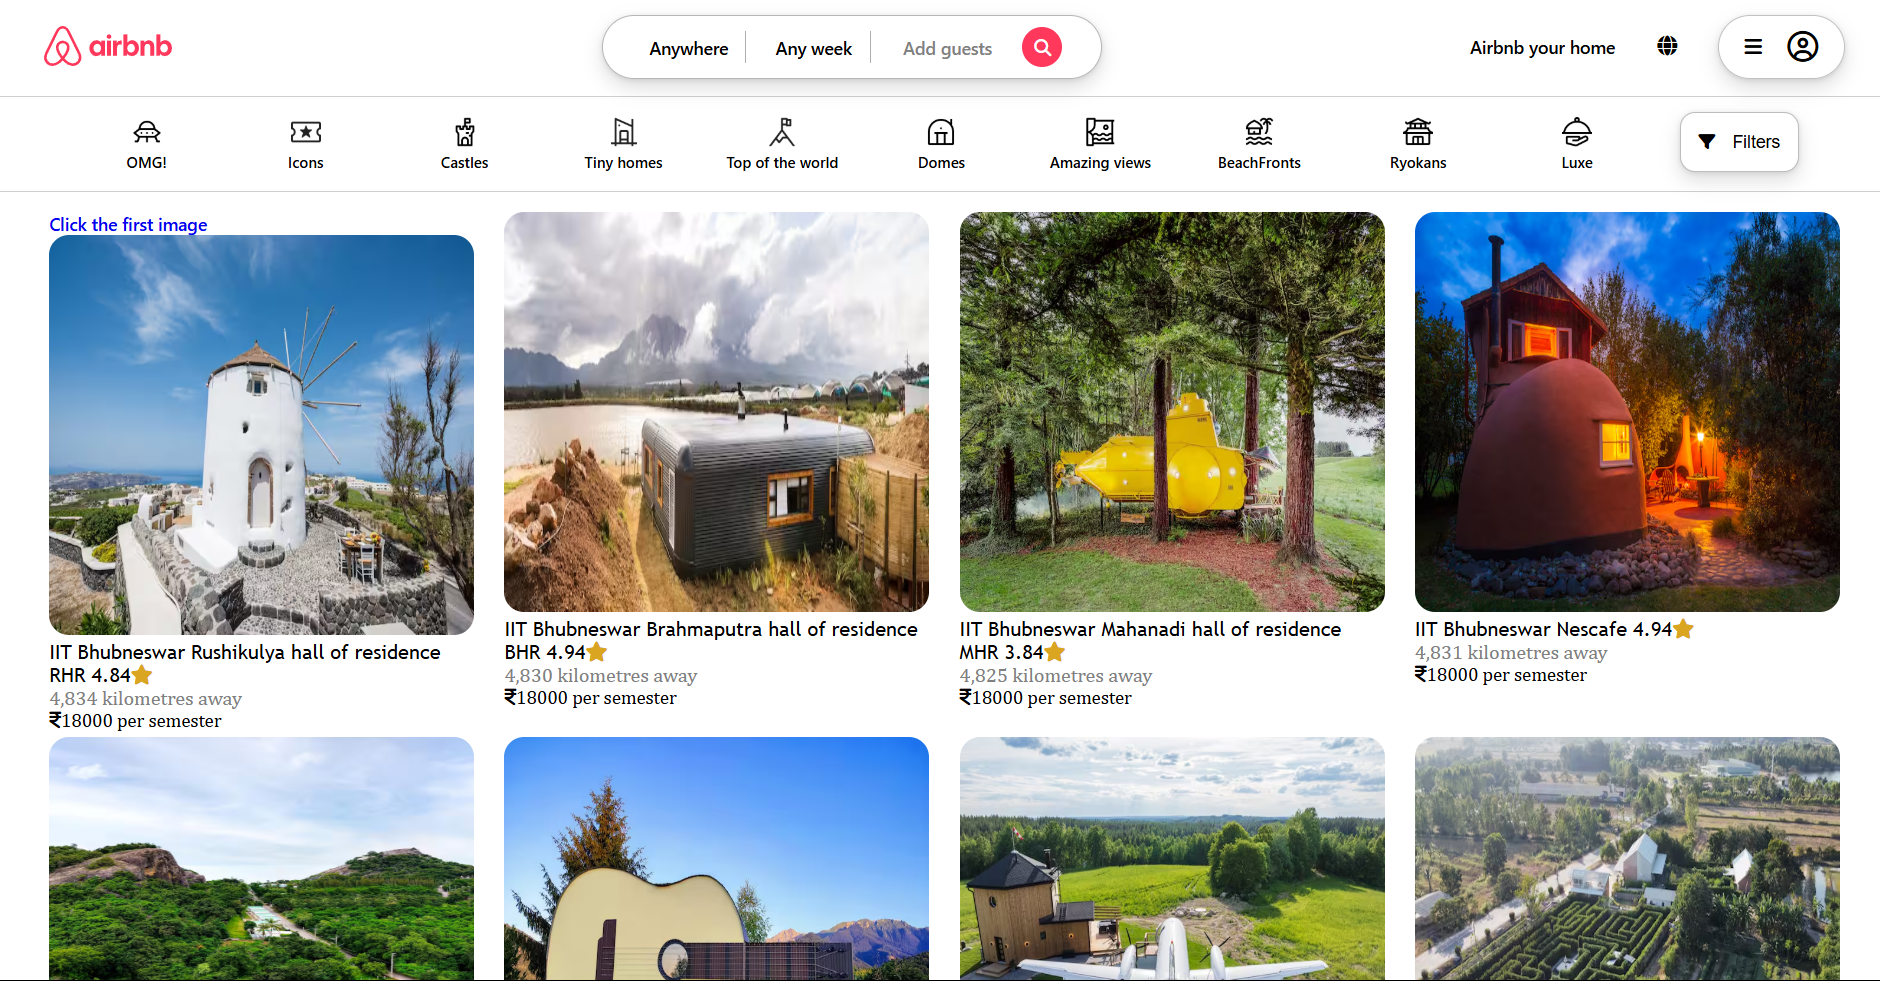 airbnb
Anywhere
Any week
Add guests
Airbnb your home
OMG!
Icons
Castles
Tiny homes
Top of the world
Domes
Amazing views
BeachFronts
Ryokans
Luxe
Filters
Click the first image
IIT Bhubneswar Rushikulya hall of residence
RHR 4.84
4,834 kilometres away
₹18000 per semester
IIT Bhubneswar Brahmaputra hall of residence
BHR 4.94
4,830 kilometres away
₹18000 per semester
IIT Bhubneswar Mahanadi hall of residence
MHR 3.84
4,825 kilometres away
₹18000 per semester
IIT Bhubneswar Nescafe 4.94
4,831 kilometres away
₹18000 per semester